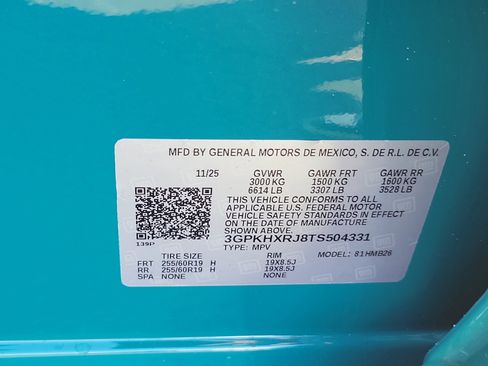 MFD BY GENERAL MOTORS DE MEXICO, S. DE R.L. DE C.V.
11/25 GVWR GAWR FRT GAWR RR
3000 KG 1500 KG 1600 KG
6614 LB 3307 LB 3528 LB
THIS VEHICLE CONFORMS TO ALL
APPLICABLE U.S. FEDERAL MOTOR
VEHICLE SAFETY STANDARDS IN EFFECT
ON THE DATE OF MANUFACTURE
SHOWN ABOVE.
3GPKHXRJ8TS504331
139P TYPE: MPV MODEL: 81HMB26
TIRE SIZE RIM
FRT 255/60R19 H 19X8.5J
RR 255/60R19 H 19X8.5J
SPA NONE NONE